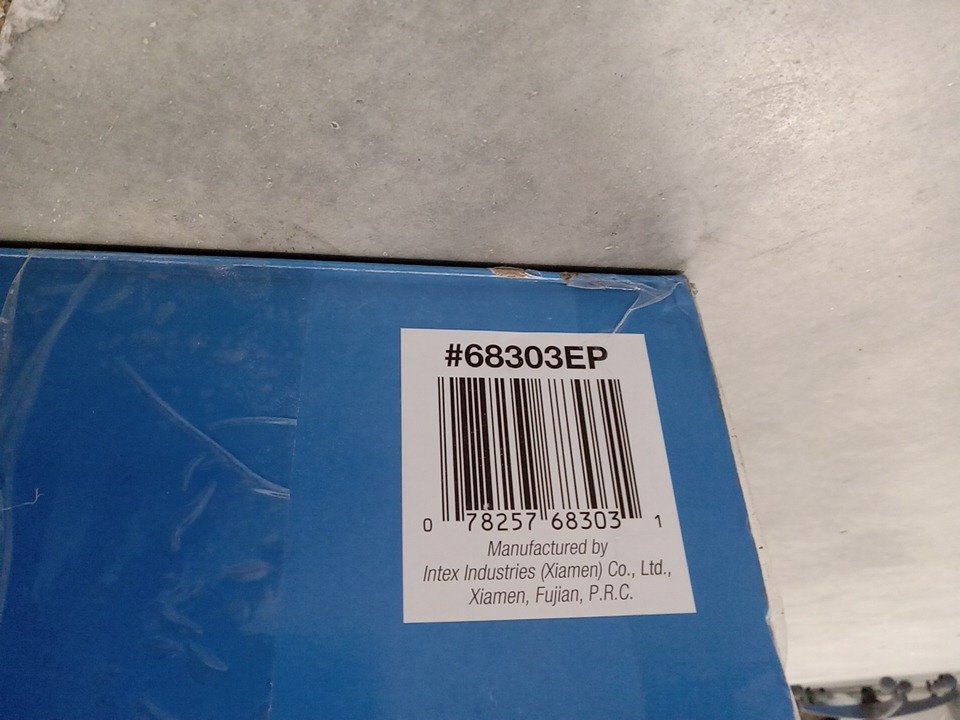 #68303EP
0 78257 68303 1
Manufactured by
Intex Industries (Xiamen) Co., Ltd.,
Xiamen, Fujian, P.R.C.